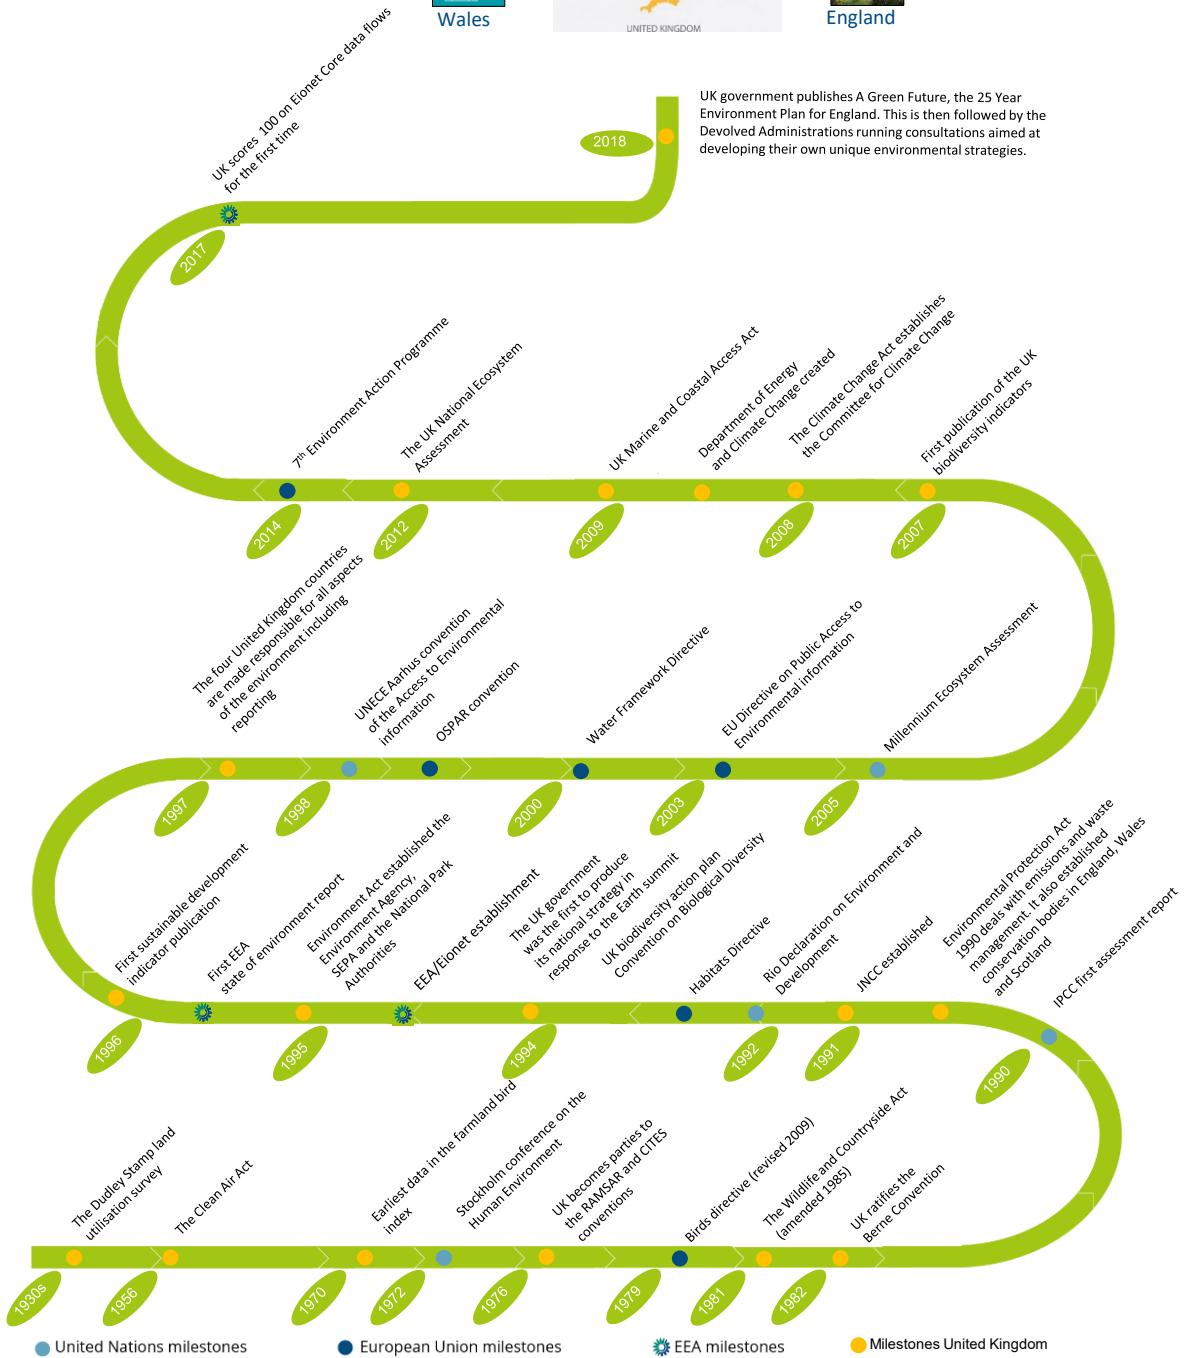 Wales
UNITED KINGDOM
England
UK scores  100 on Eionet Core data flows
for the first time
2018
UK government publishes A Green Future, the 25 Year
Environment Plan for England. This is then followed by the
Devolved Administrations running consultations aimed at
developing their own unique environmental strategies.
2017
7th Environment Action Programme
The UK National Ecosystem
Assessment
UK Marine and Coastal Access Act
Department of Energy
and Climate Change created
The Climate Change Act establishes
the Committee for Climate Change
First publication of the UK
biodiversity indicators
2014
2012
2009
2008
2007
The four United Kingdom countries
are made responsible for all aspects
of the environment including
reporting
UNECE Aarhus convention
of the Access to Environmental
information
OSPAR convention
Water Framework Directive
EU Directive on Public Access to
Environmental information
Millennium Ecosystem Assessment
1997
1998
2000
2003
2005
First sustainable development
indicator publication
First EEA
state of environment report
Environment Act established the
Environment Agency,
SEPA and the National Park
Authorities
EEA/Eionet establishment
The UK government
was the first to produce
its national strategy in
response to the Earth summit
UK biodiversity action plan
Convention on Biological Diversity
Habitats Directive
Rio Declaration on Environment and
Development
JNCC established
Environmental Protection Act
1990 deals with emissions and waste
management. It also established
conservation bodies in England, Wales
and Scotland
IPCC first assessment report
1996
1995
1994
1992
1991
1990
The Dudley Stamp land
utilisation survey
The Clean Air Act
Earliest data in the farmland bird
index
Stockholm conference on the
Human Environment
UK becomes parties to
the RAMSAR and CITES
conventions
Birds directive (revised 2009)
The Wildlife and Countryside Act
(amended 1985)
UK ratifies the
Berne Convention
1930s
1956
1970
1972
1976
1979
1981
1982
United Nations milestones
European Union milestones
EEA milestones
Milestones United Kingdom